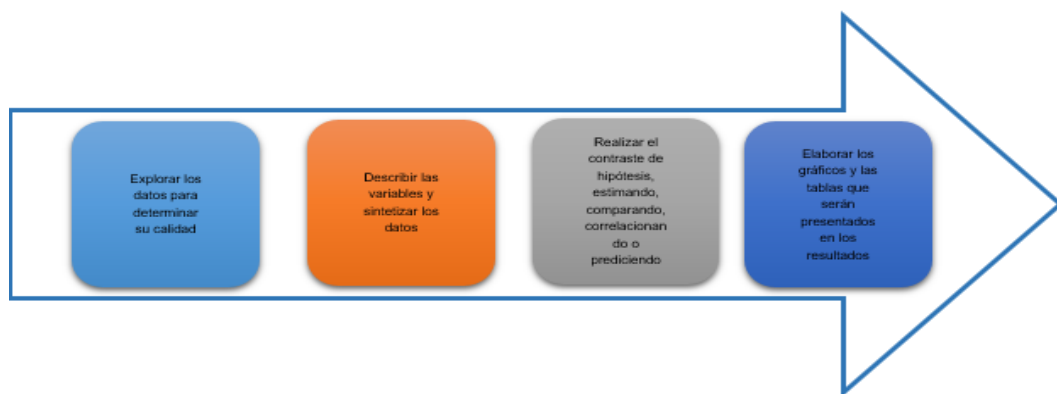 Explorar los
datos para
determinar
su calidad
Describir las
variables y
sintetizar los
datos
Realizar el
contraste de
hipótesis,
estimando,
comparando,
correlacionan
do o
prediciendo
Elaborar los
gráficos y las
tablas que
serán
presentados
en los
resultados